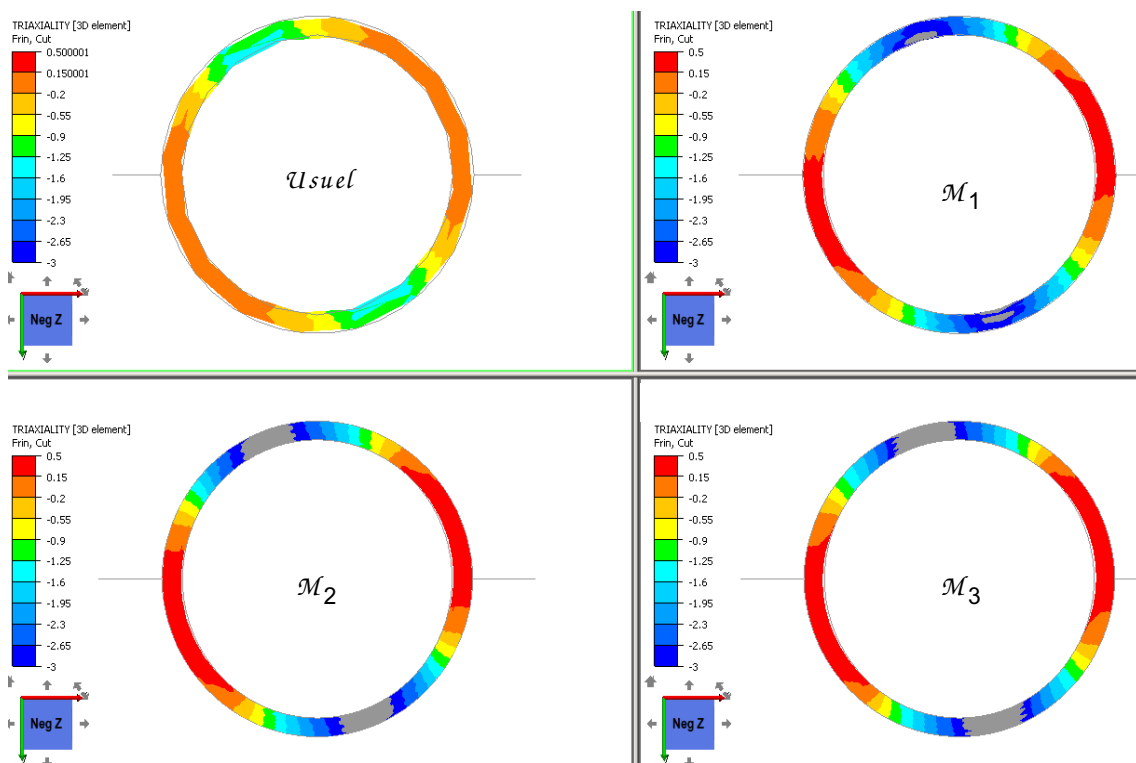 TRIAXIALITY [3D element]
Frin, Cut
0.500001
0.150001
-0.2
-0.55
-0.9
-1.25
-1.6
-1.95
-2.3
-2.65
-3
Neg Z
Usuel
TRIAXIALITY [3D element]
Frin, Cut
0.5
0.15
-0.2
-0.55
-0.9
-1.25
-1.6
-1.95
-2.3
-2.65
-3
Neg Z
M1
TRIAXIALITY [3D element]
Frin, Cut
0.5
0.15
-0.2
-0.55
-0.9
-1.25
-1.6
-1.95
-2.3
-2.65
-3
Neg Z
M2
TRIAXIALITY [3D element]
Frin, Cut
0.5
0.15
-0.2
-0.55
-0.9
-1.25
-1.6
-1.95
-2.3
-2.65
-3
Neg Z
M3